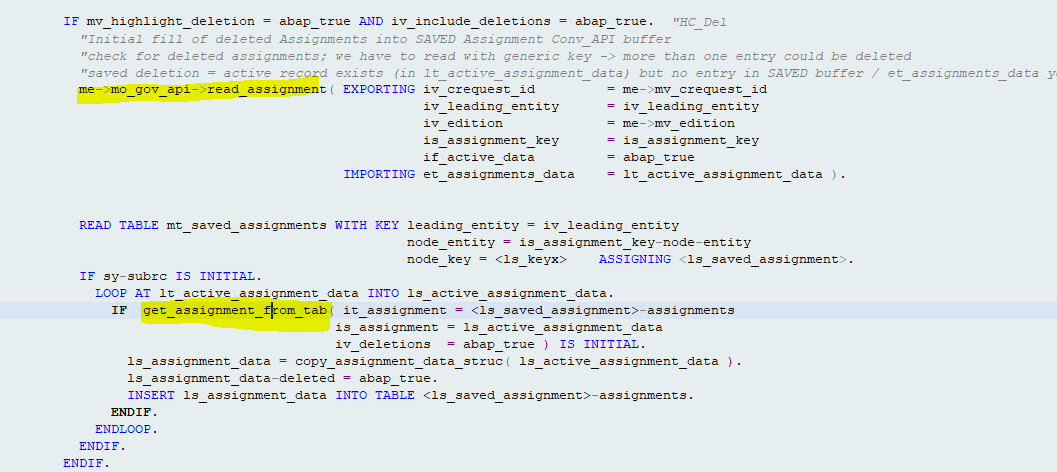 IF mv_highlight_deletion = abap_true AND iv_include_deletions = abap_true.  "HC_Del
"Initial fill of deleted Assignments into SAVED Assignment Conv_API buffer
"check for deleted assignments; we have to read with generic key -> more than one entry could be deleted
"saved deletion = active record exists (in lt_active_assignment_data) but no entry in SAVED buffer / et_assignments_data y
me->mo_gov_api->read_assignment( EXPORTING iv_crequest_id = me->mv_crequest_id
iv_leading_entity = iv_leading_entity
iv_edition = me->mv_edition
is_assignment_key = is_assignment_key
if_active_data = abap_true
IMPORTING et_assignments_data = lt_active_assignment_data ).
READ TABLE mt_saved_assignments WITH KEY leading_entity = iv_leading_entity
node_entity = is_assignment_key-node-entity
node_key = <ls_keyx> ASSIGNING <ls_saved_assignment>.
IF sy-subrc IS INITIAL.
LOOP AT lt_active_assignment_data INTO ls_active_assignment_data.
IF get_assignment_from_tab( it_assignment = <ls_saved_assignment>-assignments
is_assignment = ls_active_assignment_data
iv_deletions = abap_true ) IS INITIAL.
ls_assignment_data = copy_assignment_data_struc( ls_active_assignment_data ).
ls_assignment_data-deleted = abap_true.
INSERT ls_assignment_data INTO TABLE <ls_saved_assignment>-assignments.
ENDIF.
ENDLOOP.
ENDIF.
ENDIF.